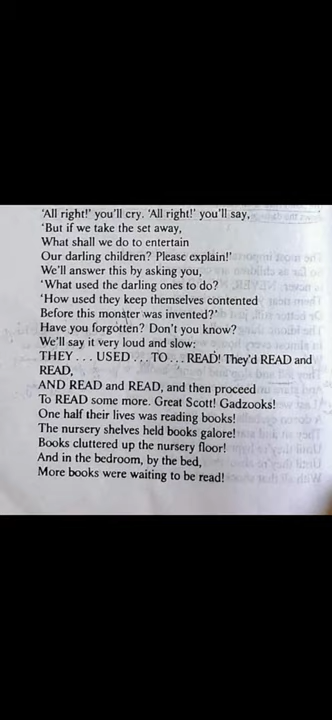 'All right!' you'll cry. 'All right!' you'll say,
'But if we take the set away,
What shall we do to entertain
Our darling children? Please explain!'
We'll answer this by asking you,
'What used the darling ones to do?
'How used they keep themselves contented
Before this monster was invented?'
Have you forgotten? Don't you know?
We'll say it very loud and slow:
THEY . . . USED . . . TO . . . READ! They'd READ and
READ,
AND READ and READ, and then proceed
To READ some more. Great Scott! Gadzooks!
One half their lives was reading books!
The nursery shelves held books galore!
Books cluttered up the nursery floor!
And in the bedroom, by the bed,
More books were waiting to be read!